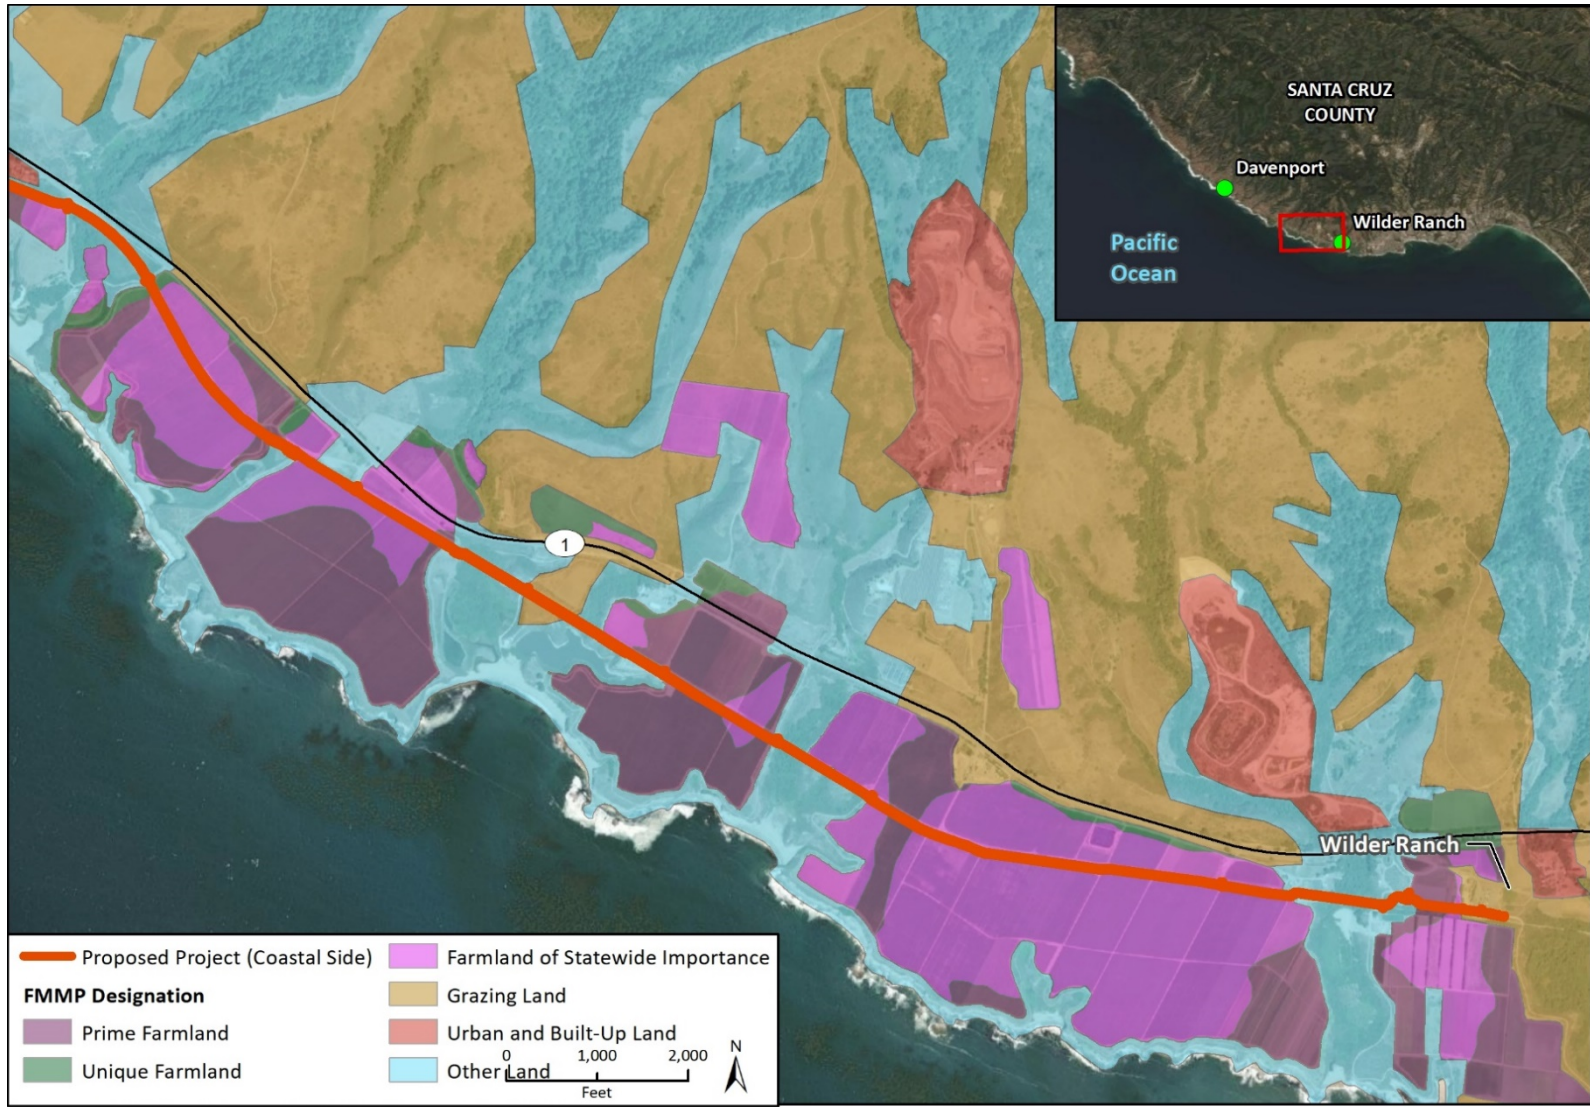 SANTA CRUZ
COUNTY
Davenport
Wilder Ranch
Pacific
Ocean
1
Wilder Ranch
Proposed Project (Coastal Side)
FMMP Designation
Prime Farmland
Unique Farmland
Farmland of Statewide Importance
Grazing Land
Urban and Built-Up Land
Other Land
0 1,000 2,000
Feet
N